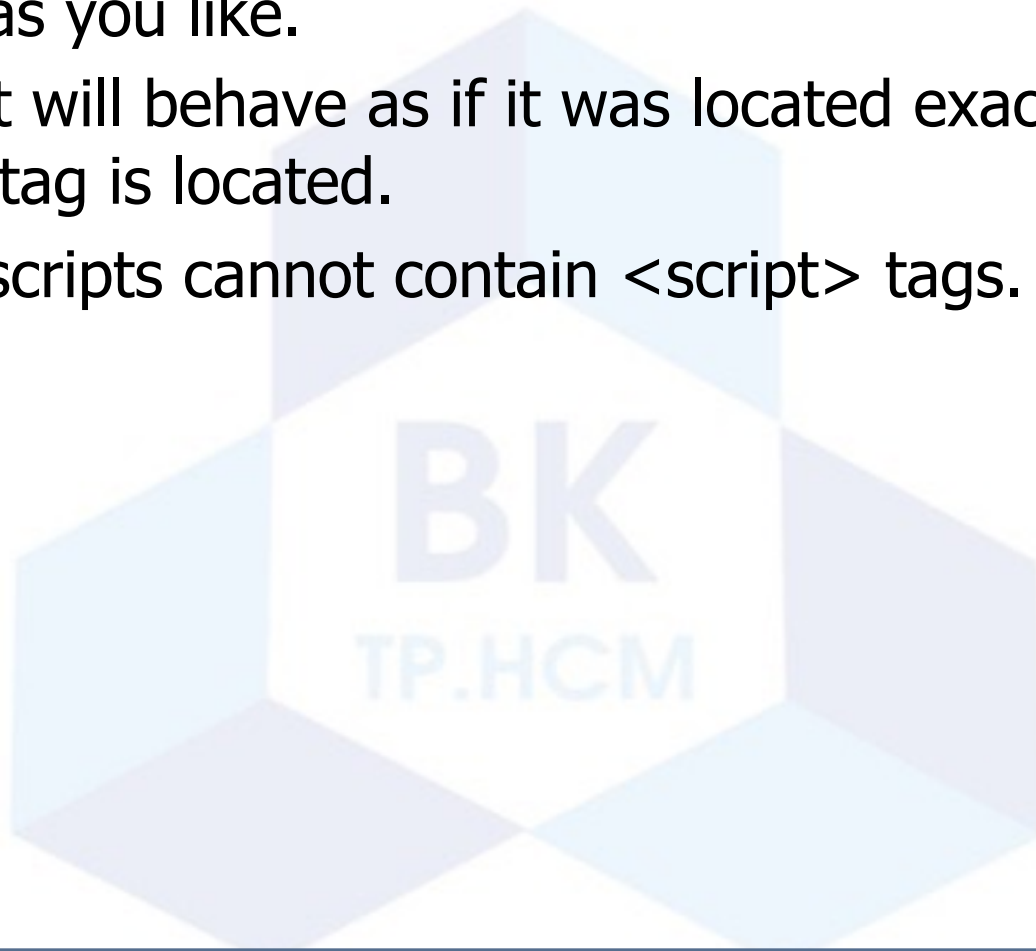 as you like.
t will behave as if it was located exac
tag is located.
scripts cannot contain <script> tags.
BK
TP.HCM